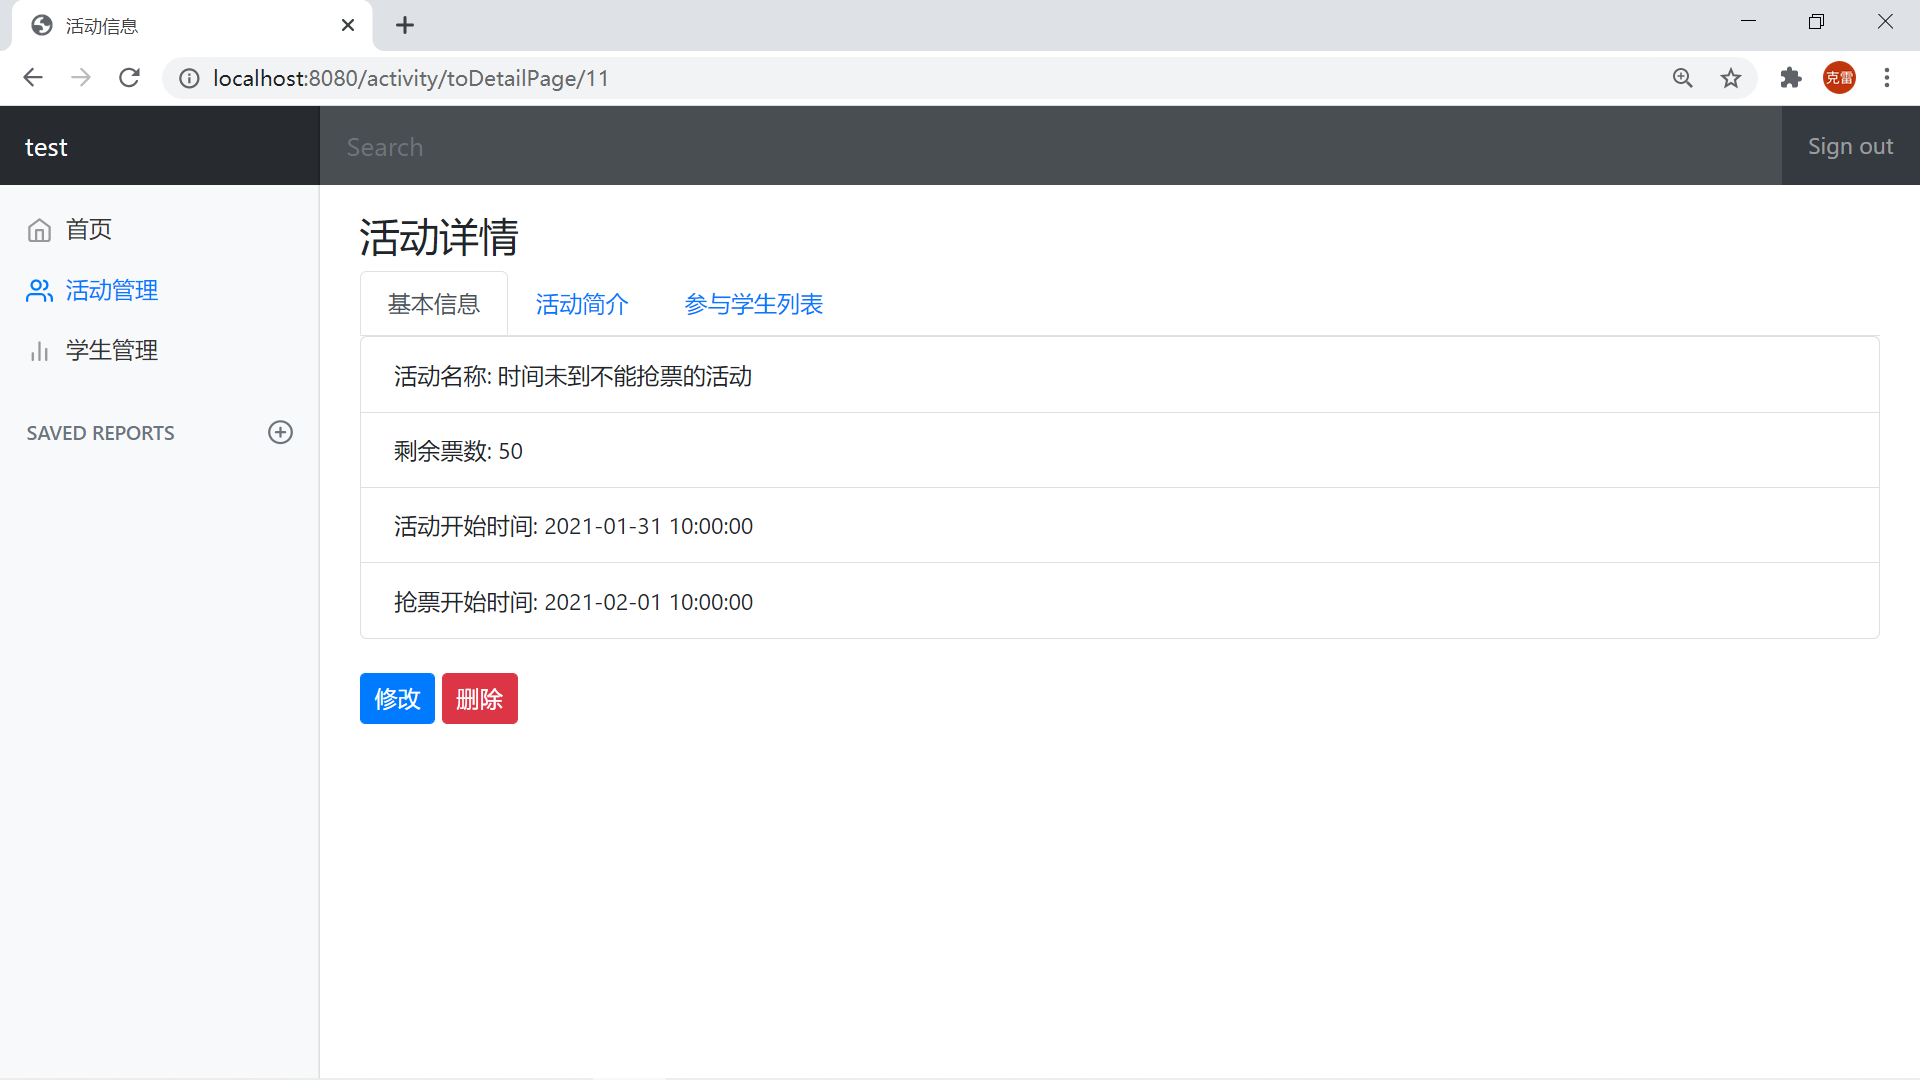 活动信息
localhost:8080/activity/toDetailPage/11
克雷
test
Search
Sign out
首页
活动管理
学生管理
SAVED REPORTS
活动详情
基本信息 活动简介 参与学生列表
活动名称: 时间未到不能抢票的活动
剩余票数: 50
活动开始时间: 2021-01-31 10:00:00
抢票开始时间: 2021-02-01 10:00:00
修改 删除